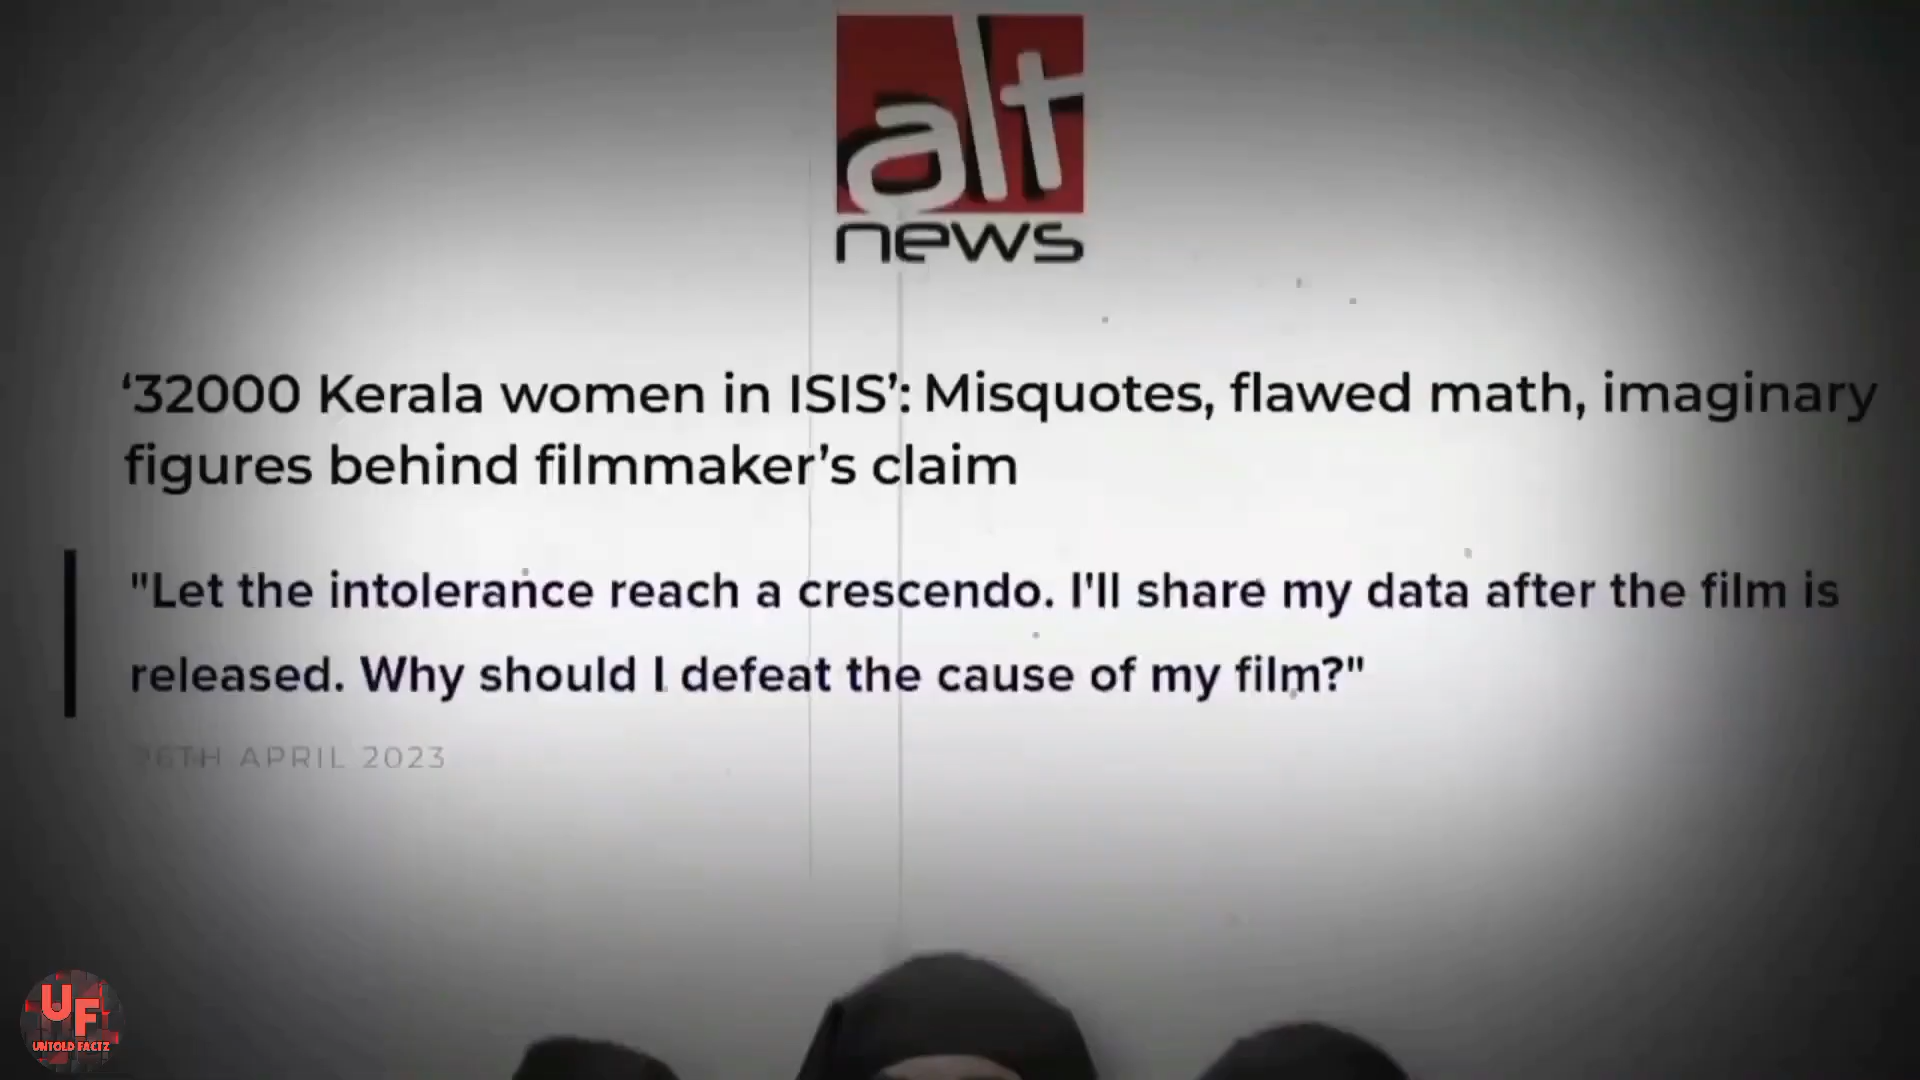 alt
news
‘32000 Kerala women in ISIS’: Misquotes, flawed math, imaginary
figures behind filmmaker’s claim
"Let the intolerance reach a crescendo. I'll share my data after the film is
released. Why should I defeat the cause of my film?"
26TH APRIL 2023
UF
UNTOLD FACTZ